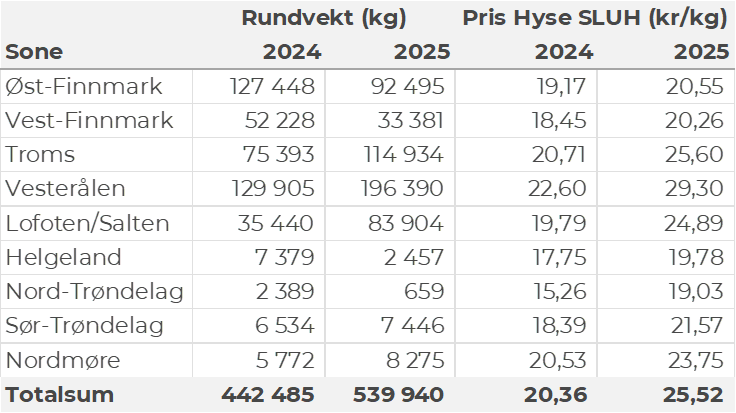 Rundvekt (kg) Pris Hyse SLUH (kr/kg)
Sone 2024 2025 2024 2025
Øst-Finnmark 127 448 92 495 19,17 20,55
Vest-Finnmark 52 228 33 381 18,45 20,26
Troms 75 393 114 934 20,71 25,60
Vesterålen 129 905 196 390 22,60 29,30
Lofoten/Salten 35 440 83 904 19,79 24,89
Helgeland 7 379 2 457 17,75 19,78
Nord-Trøndelag 2 389 659 15,26 19,03
Sør-Trøndelag 6 534 7 446 18,39 21,57
Nordmøre 5 772 8 275 20,53 23,75
Totalsum 442 485 539 940 20,36 25,52